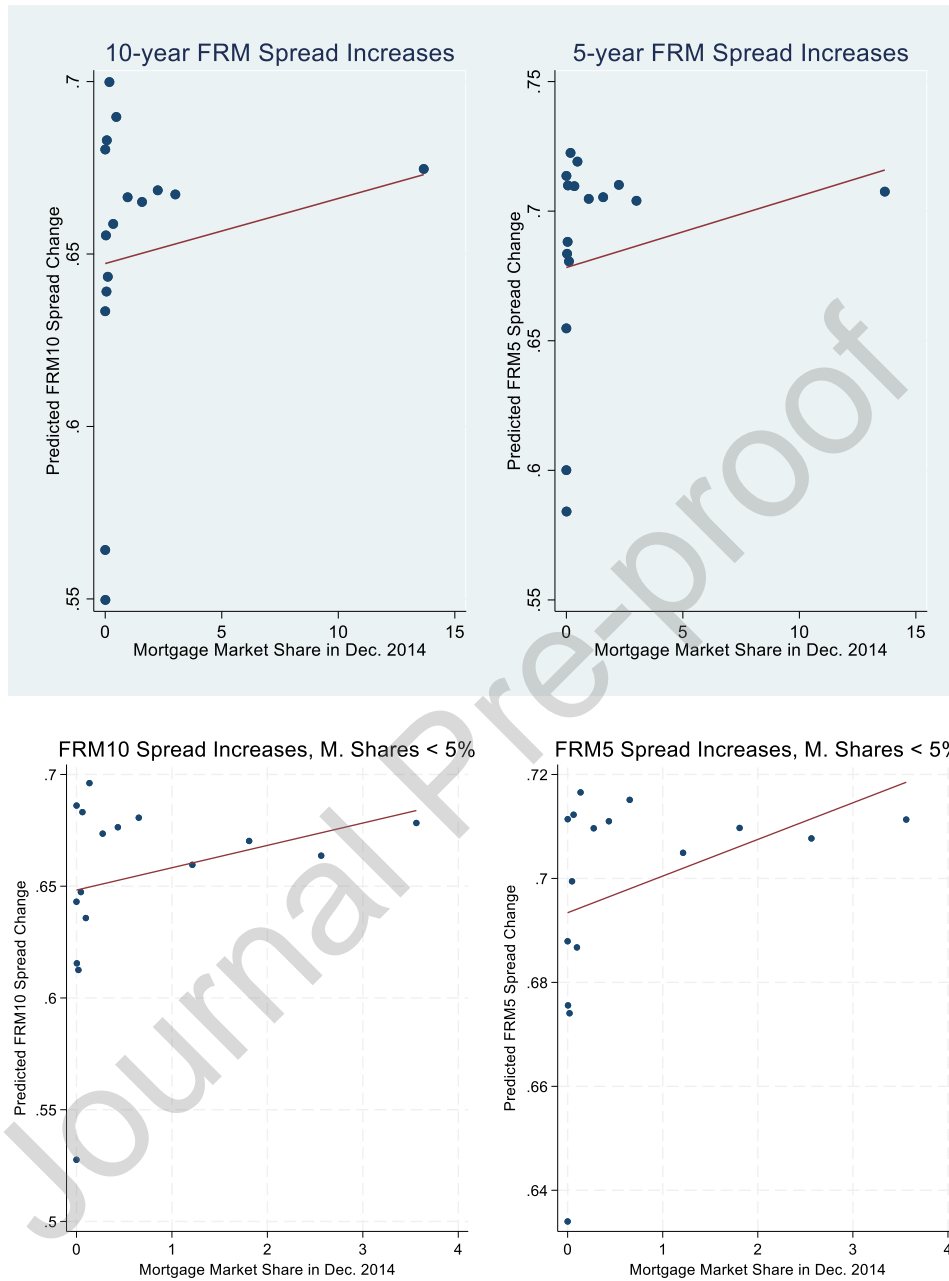 10-year FRM Spread Increases
Predicted FRM10 Spread Change
.7
.65
.6
.55
0 5 10 15
Mortgage Market Share in Dec. 2014
5-year FRM Spread Increases
Predicted FRM5 Spread Change
.75
.7
.65
.6
.55
0 5 10 15
Mortgage Market Share in Dec. 2014
FRM10 Spread Increases, M. Shares < 5%
Predicted FRM10 Spread Change
.7
.65
.6
.55
.5
0 1 2 3 4
Mortgage Market Share in Dec. 2014
FRM5 Spread Increases, M. Shares < 5%
Predicted FRM5 Spread Change
.72
.7
.68
.66
.64
0 1 2 3 4
Mortgage Market Share in Dec. 2014
Journal Pre-proof